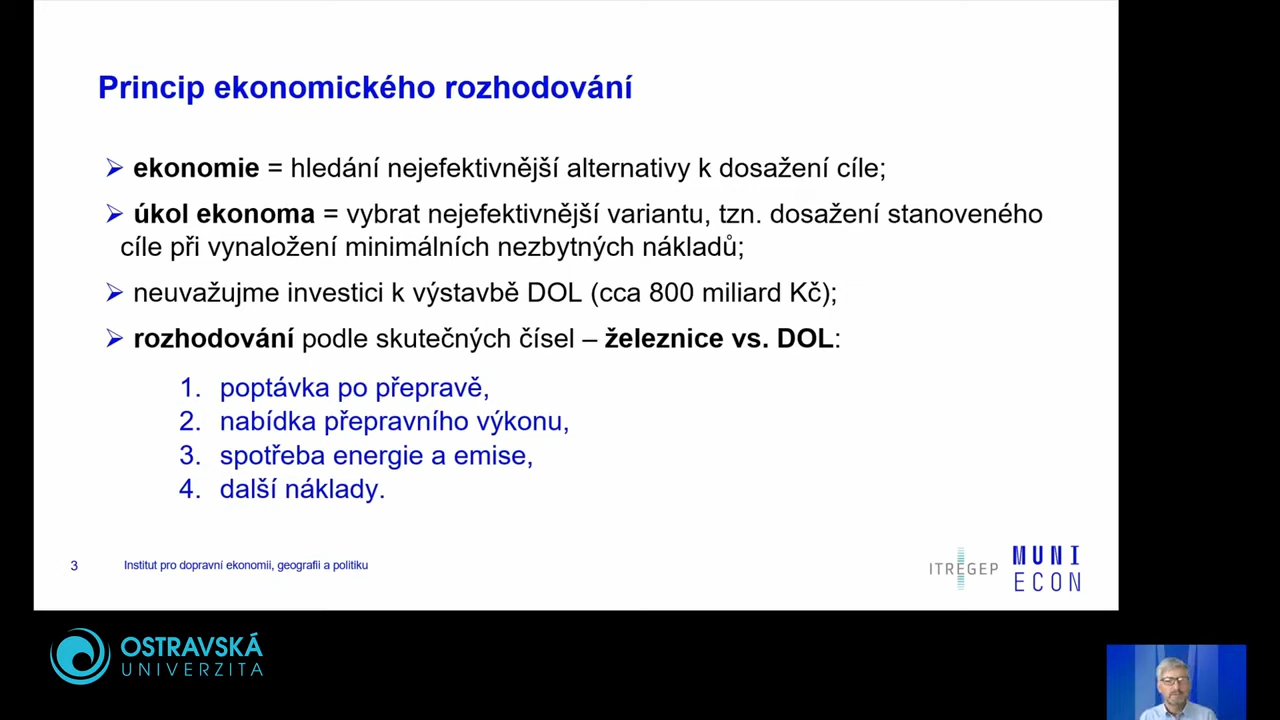 Princip ekonomického rozhodování
➢ ekonomie = hledání nejefektivnější alternativy k dosažení cíle;
➢ úkol ekonoma = vybrat nejefektivnější variantu, tzn. dosažení stanoveného
cíle při vynaložení minimálních nezbytných nákladů;
➢ neuvažujme investici k výstavbě DOL (cca 800 miliard Kč);
➢ rozhodování podle skutečných čísel – železnice vs. DOL:
1. poptávka po přepravě,
2. nabídka přepravního výkonu,
3. spotřeba energie a emise,
4. další náklady.
3 Institut pro dopravní ekonomii, geografii a politiku
ITREGEP
MUNI
ECON
OSTRAVSKÁ
UNIVERZITA